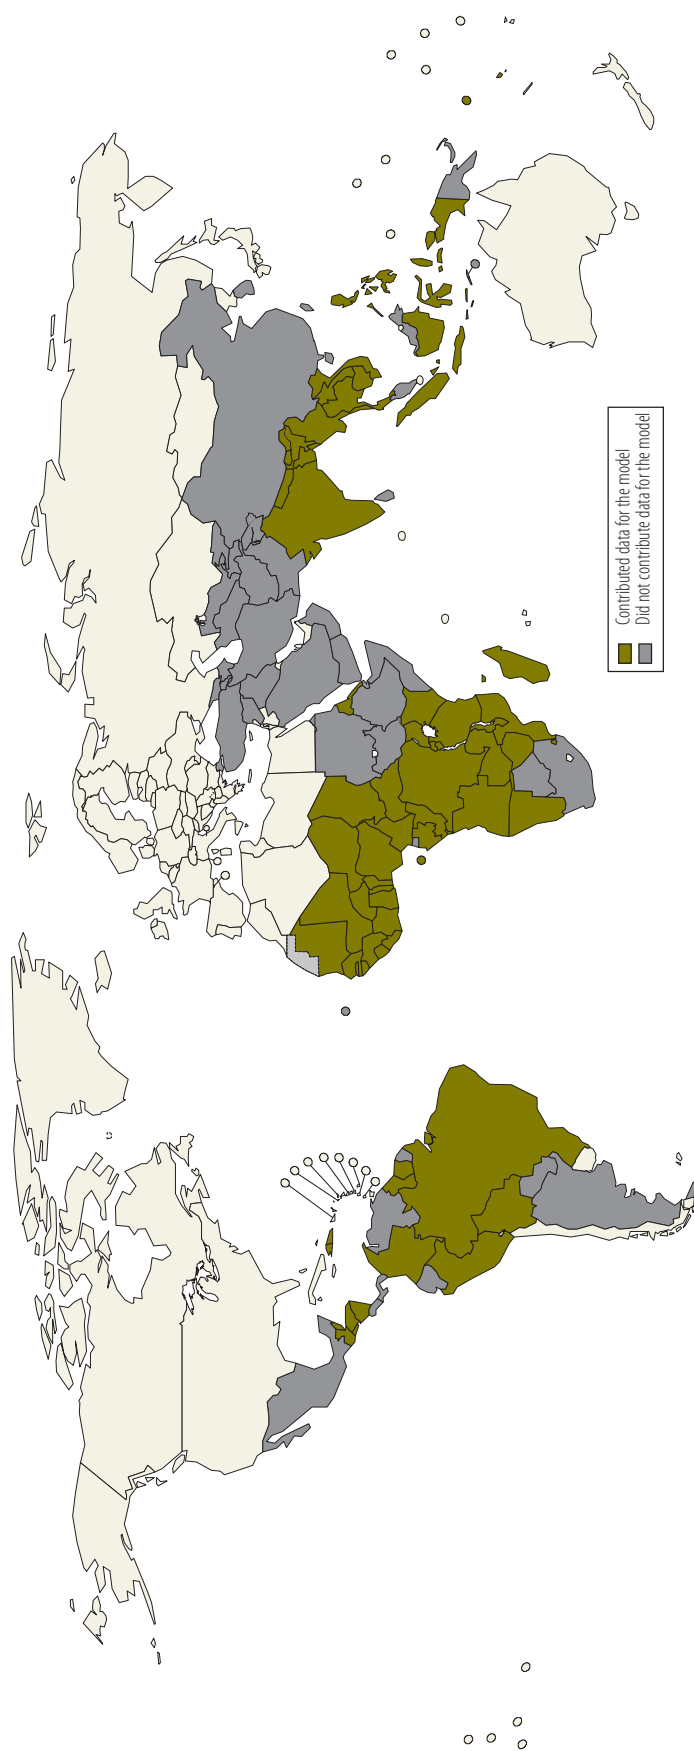 Contributed data for the model
Did not contribute data for the model